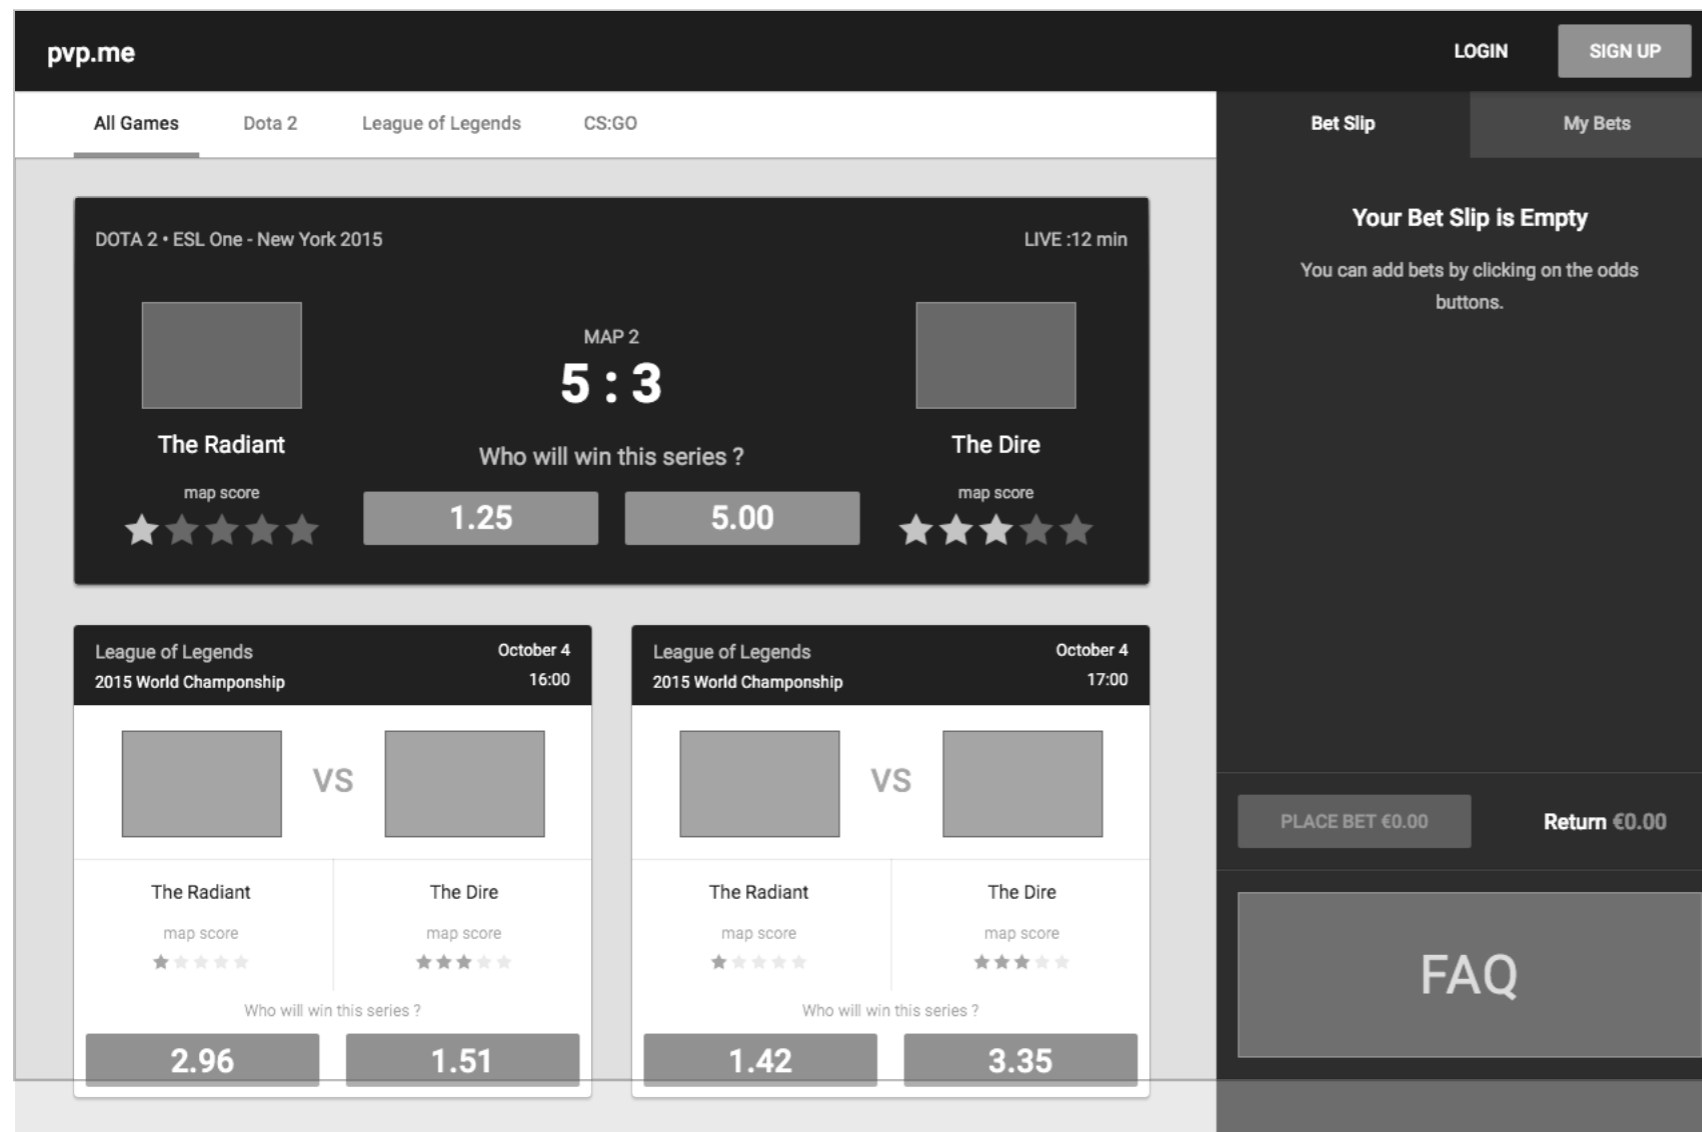 pvp.me
LOGIN
SIGN UP
All Games
Dota 2
League of Legends
CS:GO
Bet Slip
My Bets
DOTA 2 • ESL One - New York 2015
LIVE :12 min
MAP 2
5 : 3
The Radiant
The Dire
Who will win this series ?
map score
map score
1.25
5.00
Your Bet Slip is Empty
You can add bets by clicking on the odds
buttons.
League of Legends
October 4
2015 World Champonship
16:00
VS
The Radiant
The Dire
map score
map score
Who will win this series ?
2.96
1.51
League of Legends
October 4
2015 World Champonship
17:00
VS
The Radiant
The Dire
map score
map score
Who will win this series ?
1.42
3.35
PLACE BET €0.00
Return €0.00
FAQ